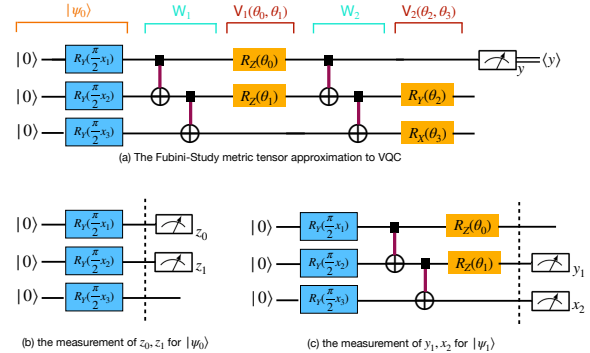 |ψ₀⟩ W₁ V₁(θ₀, θ₁) W₂ V₂(θ₂, θ₃)
|0⟩ R_Y(π/2 x₁) R_Z(θ₀) y ⟨y⟩
|0⟩ R_Y(π/2 x₂) R_Z(θ₁) R_Y(θ₂)
|0⟩ R_Y(π/2 x₃) R_X(θ₃)
(a) The Fubini-Study metric tensor approximation to VQC
|0⟩ R_Y(π/2 x₁) z₀
|0⟩ R_Y(π/2 x₂) z₁
|0⟩ R_Y(π/2 x₃)
(b) the measurement of z₀, z₁ for |ψ₀⟩
|0⟩ R_Y(π/2 x₁) R_Z(θ₀)
|0⟩ R_Y(π/2 x₂) R_Z(θ₁) y₁
|0⟩ R_Y(π/2 x₃) x₂
(c) the measurement of y₁, x₂ for |ψ₁⟩